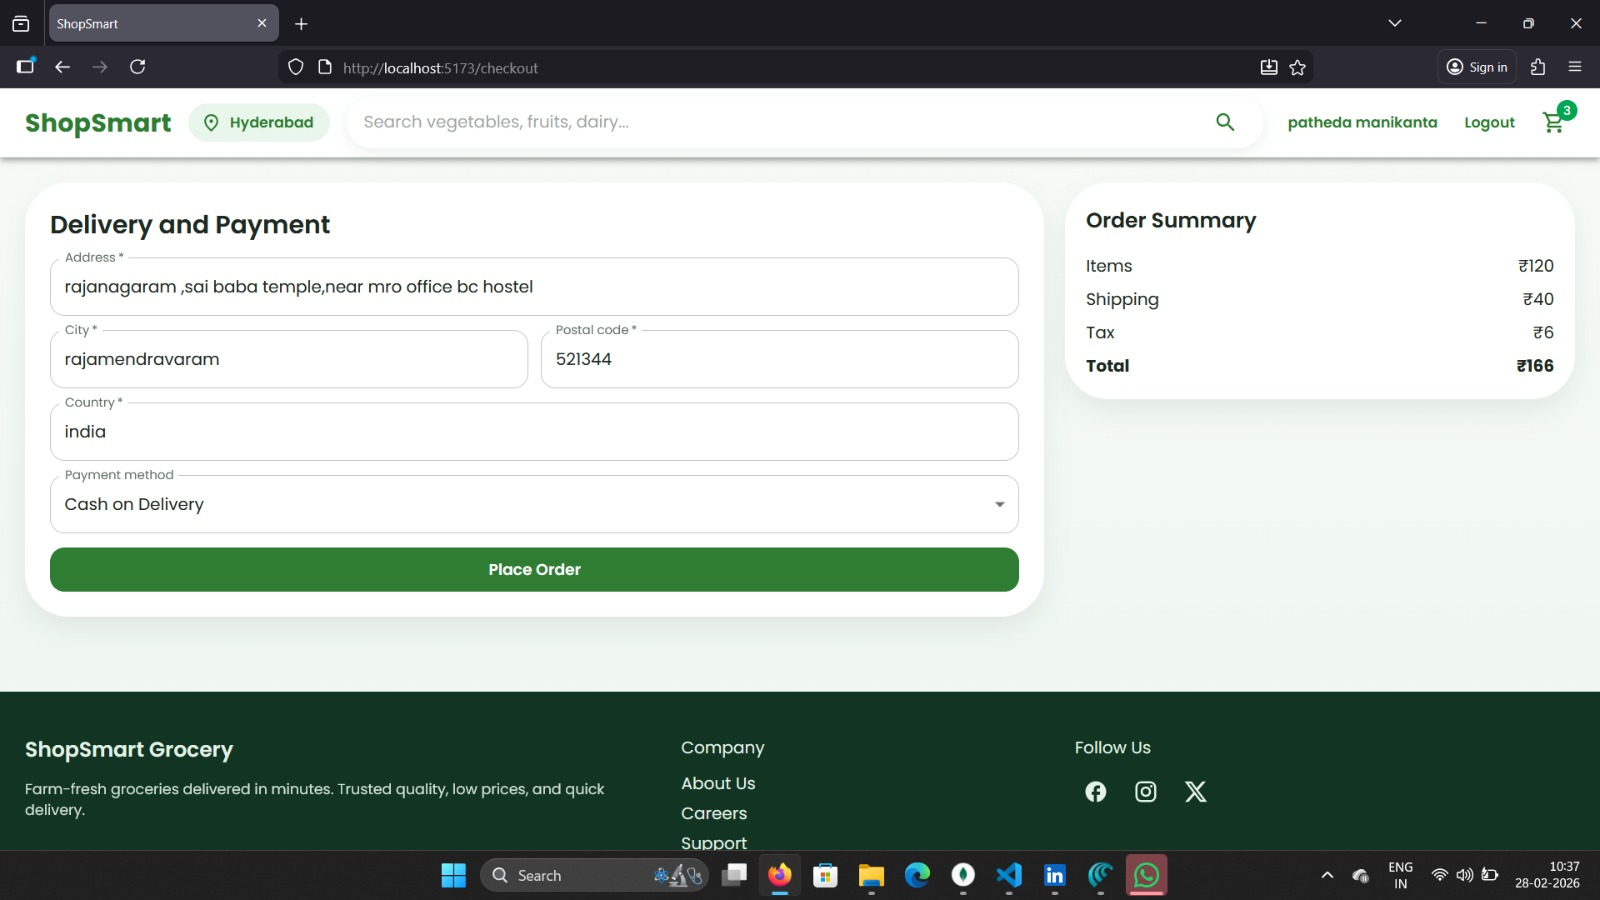 ShopSmart
http://localhost:5173/checkout
Sign in
ShopSmart
Hyderabad
Search vegetables, fruits, dairy...
patheda manikanta
Logout
3
Delivery and Payment
Address *
rajanagaram ,sai baba temple,near mro office bc hostel
City *
rajamendravaram
Postal code *
521344
Country *
india
Payment method
Cash on Delivery
Place Order
Order Summary
Items ₹120
Shipping ₹40
Tax ₹6
Total ₹166
ShopSmart Grocery
Farm-fresh groceries delivered in minutes. Trusted quality, low prices, and quick
delivery.
Company
About Us
Careers
Support
Follow Us
Search
ENG
IN
10:37
28-02-2026